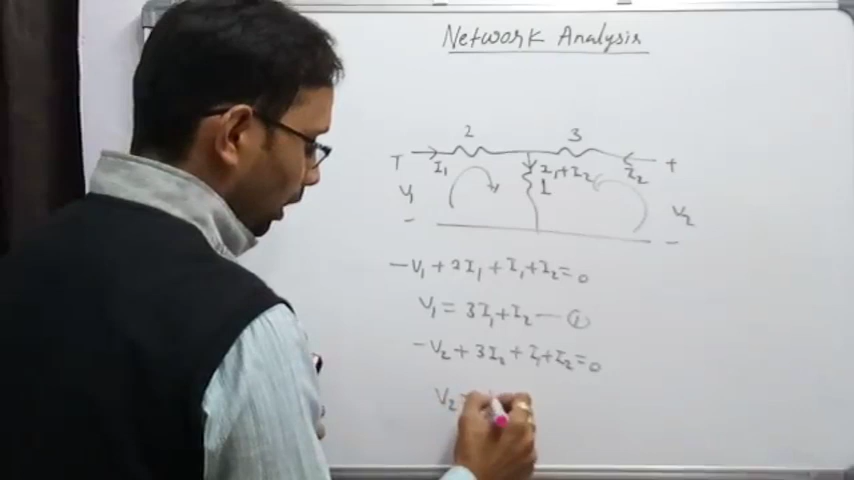 Network Analysis
2 3
+ I₁ I₁+I₂ I₂ +
V₁ 1 V₂
- -
-V₁ + 2I₁ + I₁ + I₂ = 0
V₁ = 3I₁ + I₂ — ①
-V₂ + 3I₂ + I₁ + I₂ = 0
V₂ =